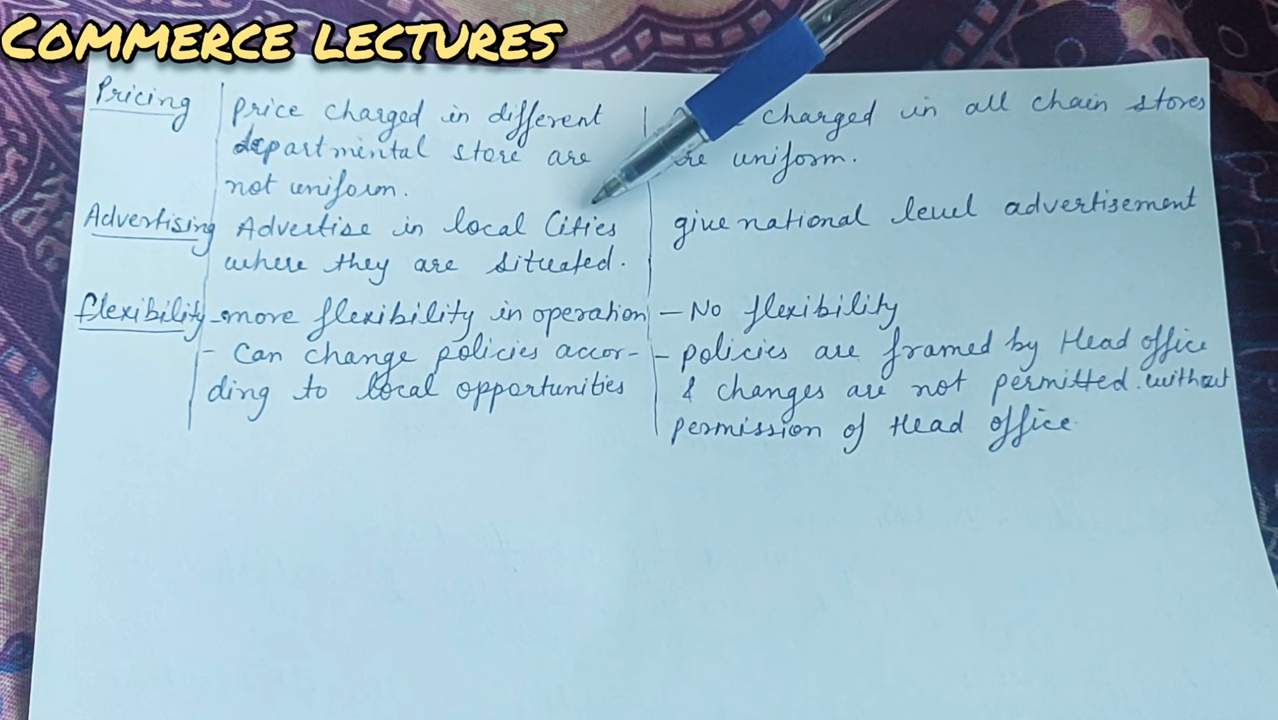 COMMERCE LECTURES
Pricing
price charged in different
departmental store are
not uniform.
charged in all chain stores
uniform.
Advertising
Advertise in local Cities
where they are situated.
give national level advertisement
flexibility
- more flexibility in operation
- Can change policies accor-
ding to local opportunities
- No flexibility
- policies are framed by Head office
& changes are not permitted without
permission of Head office